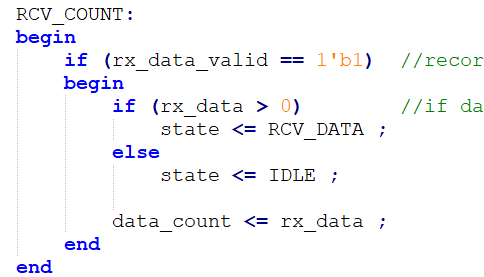 RCV_COUNT:
begin
    if (rx_data_valid == 1'b1)  //recor
    begin
        if (rx_data > 0)        //if da
            state <= RCV_DATA ;
        else
            state <= IDLE ;

        data_count <= rx_data ;
    end
end